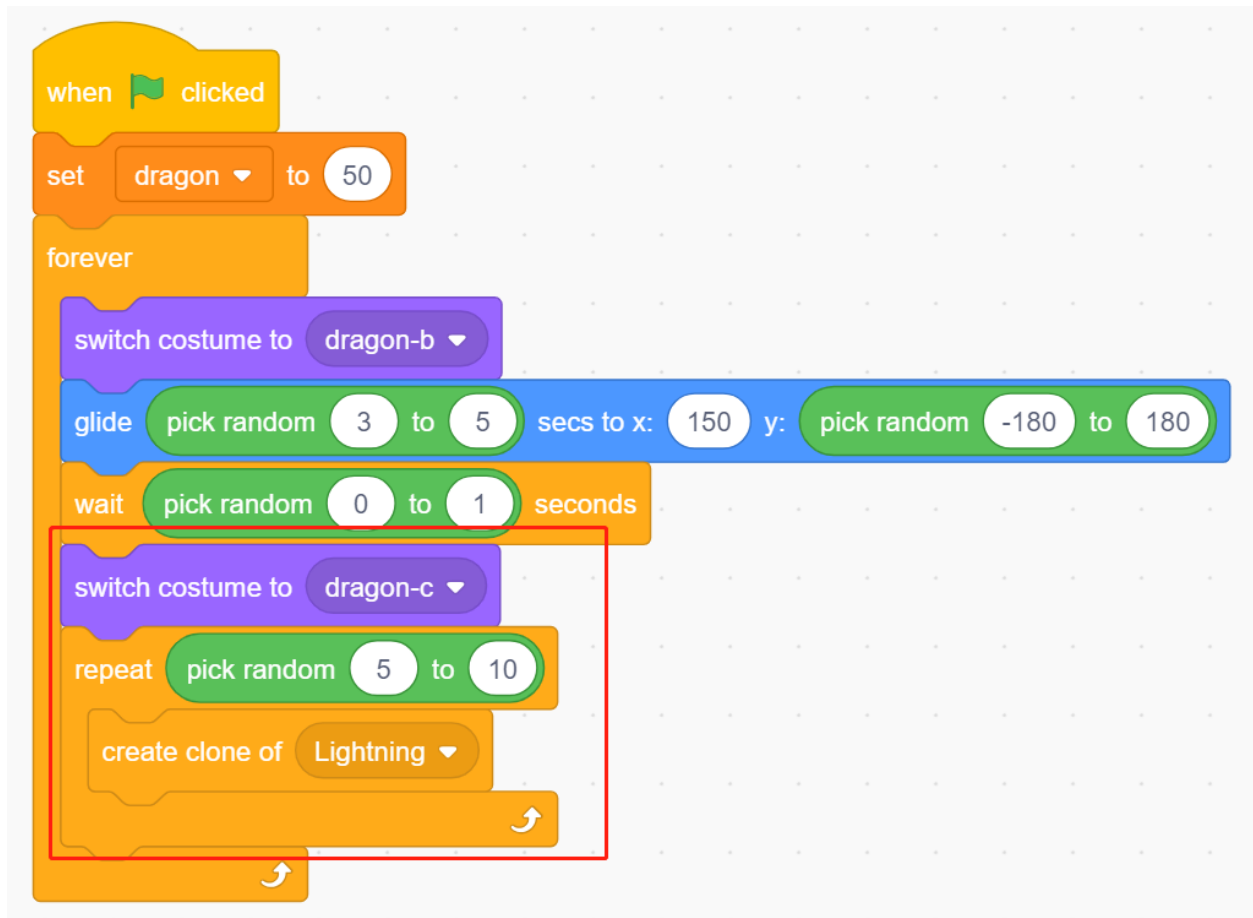 when clicked
set dragon to 50
forever
switch costume to dragon-b
glide pick random 3 to 5 secs to x: 150 y: pick random -180 to 180
wait pick random 0 to 1 seconds
switch costume to dragon-c
repeat pick random 5 to 10
create clone of Lightning